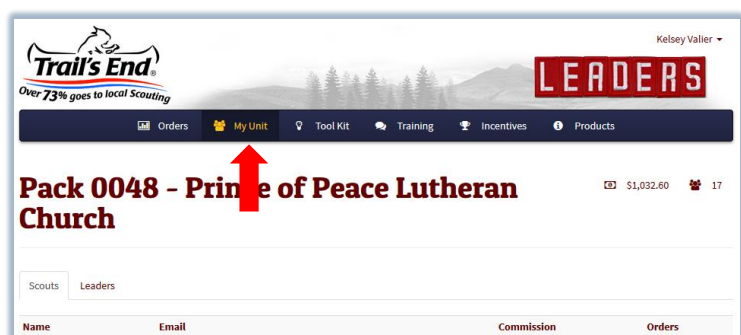 Kelsey Valier
Trail's End®
Over 73% goes to local Scouting
LEADERS
Orders My Unit Tool Kit Training Incentives Products
Pack 0048 - Prince of Peace Lutheran
Church
$1,032.60 17
Scouts Leaders
Name Email Commission Orders